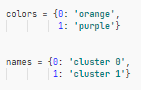 colors = {0: 'orange',
1: 'purple'}
names = {0: 'cluster 0',
1: 'cluster 1'}